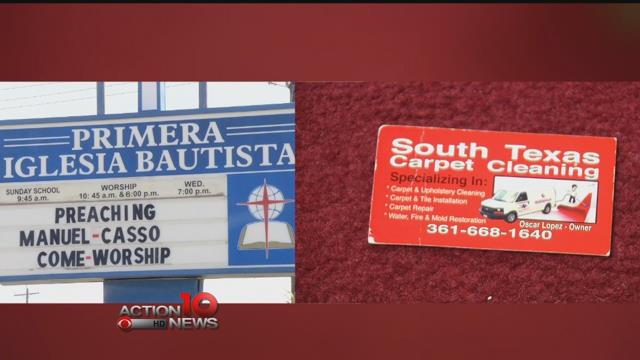 PRIMERA
IGLESIA BAUTISTA
SUNDAY SCHOOL
9:45 a.m.
WORSHIP
10:45 a.m. & 6:00 p.m.
WED.
7:00 p.m.
PREACHING
MANUEL-CASSO
COME-WORSHIP
South Texas
Carpet Cleaning
Specializing In:
* Carpet & Upholstery Cleaning
* Carpet & Tile Installation
* Carpet Repair
* Water, Fire & Mold Restoration
Oscar Lopez - Owner
361-668-1640
ACTION 10
HD NEWS